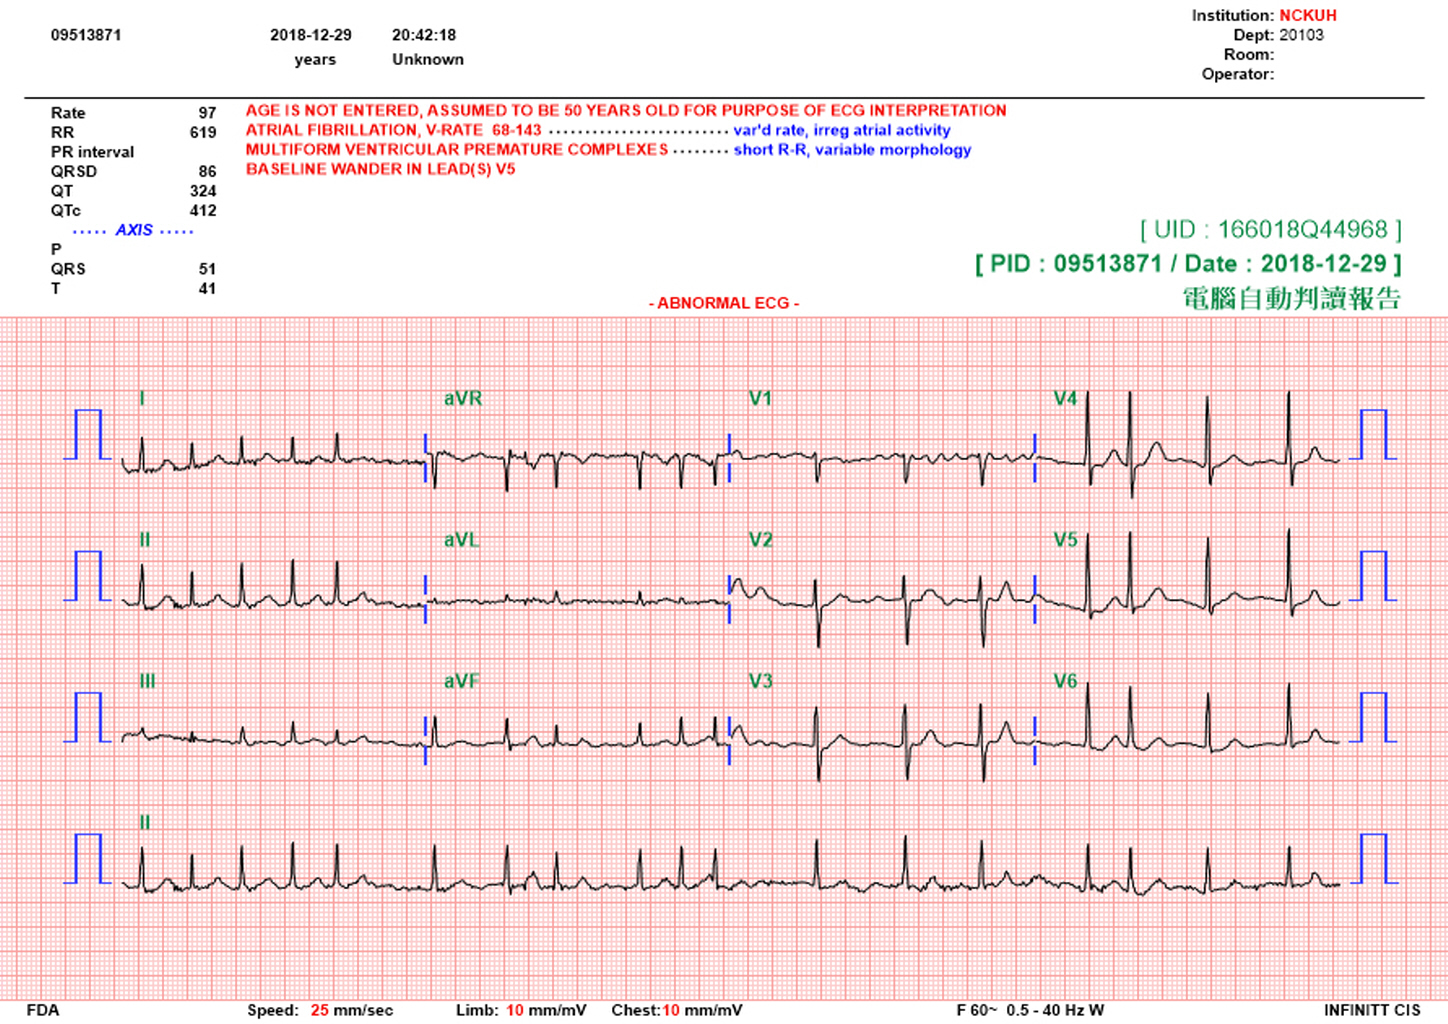 Institution: NCKUH
09513871 2018-12-29 20:42:18 Dept: 20103
years Unknown Room:
Operator:
Rate 97 AGE IS NOT ENTERED, ASSUMED TO BE 50 YEARS OLD FOR PURPOSE OF ECG INTERPRETATION
RR 619 ATRIAL FIBRILLATION, V-RATE 68-143 ························· var'd rate, irreg atrial activity
PR interval MULTIFORM VENTRICULAR PREMATURE COMPLEXES ········ short R-R, variable morphology
QRSD 86 BASELINE WANDER IN LEAD(S) V5
QT 324
QTc 412
····· AXIS ·····
P
QRS 51
T 41
[ UID : 166018Q44968 ]
[ PID : 09513871 / Date : 2018-12-29 ]
電腦自動判讀報告
- ABNORMAL ECG -
I aVR V1 V4
II aVL V2 V5
III aVF V3 V6
II
FDA Speed: 25 mm/sec Limb: 10 mm/mV Chest:10 mm/mV F 60~ 0.5 - 40 Hz W INFINITT CIS